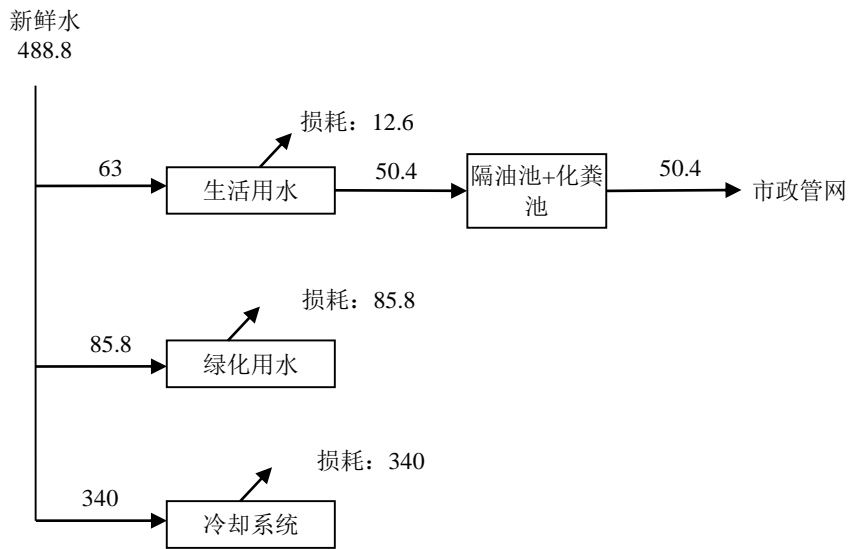 新鲜水
488.8
损耗：12.6
63
生活用水
50.4
隔油池+化粪
池
50.4
市政管网
损耗：85.8
85.8
绿化用水
损耗：340
340
冷却系统